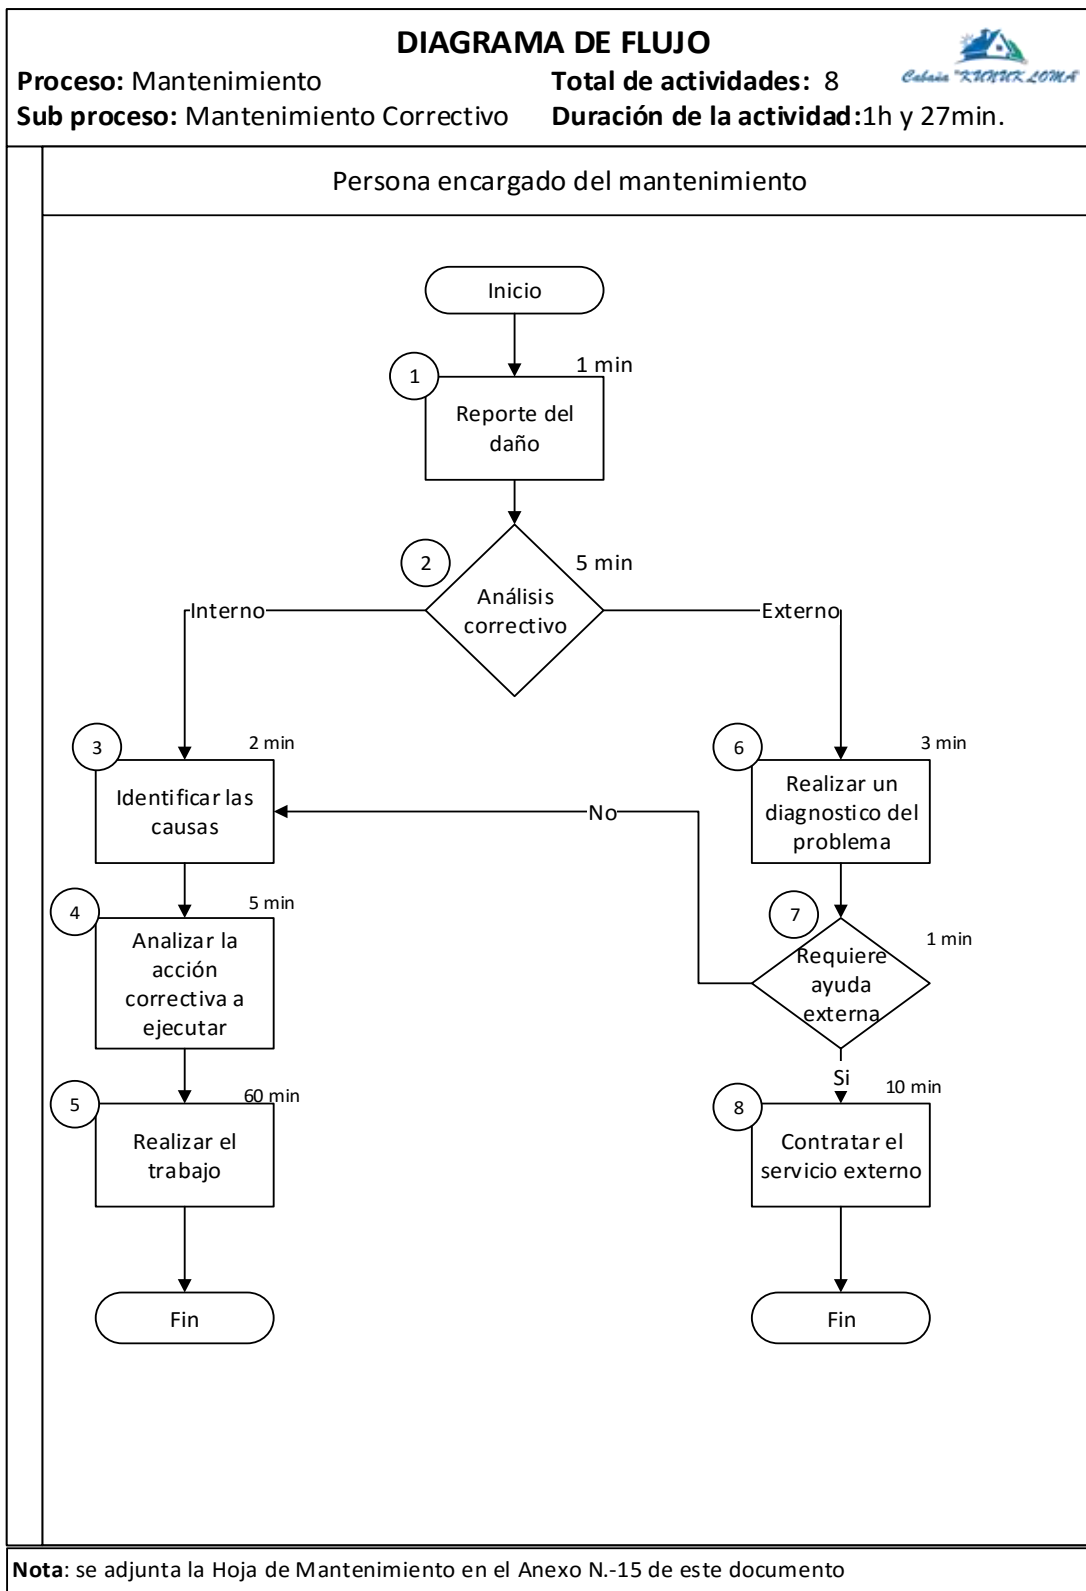 DIAGRAMA DE FLUJO
Cabaña "KUNUK LOMA"
Proceso: Mantenimiento
Total de actividades: 8
Sub proceso: Mantenimiento Correctivo
Duración de la actividad:1h y 27min.
Persona encargado del mantenimiento
Inicio
1
1 min
Reporte del
daño
2
5 min
Análisis
correctivo
Interno
Externo
3
2 min
Identificar las
causas
6
3 min
Realizar un
diagnostico del
problema
No
4
5 min
Analizar la
acción
correctiva a
ejecutar
7
1 min
Requiere
ayuda
externa
Si
5
60 min
Realizar el
trabajo
8
10 min
Contratar el
servicio externo
Fin
Fin
Nota: se adjunta la Hoja de Mantenimiento en el Anexo N.-15 de este documento